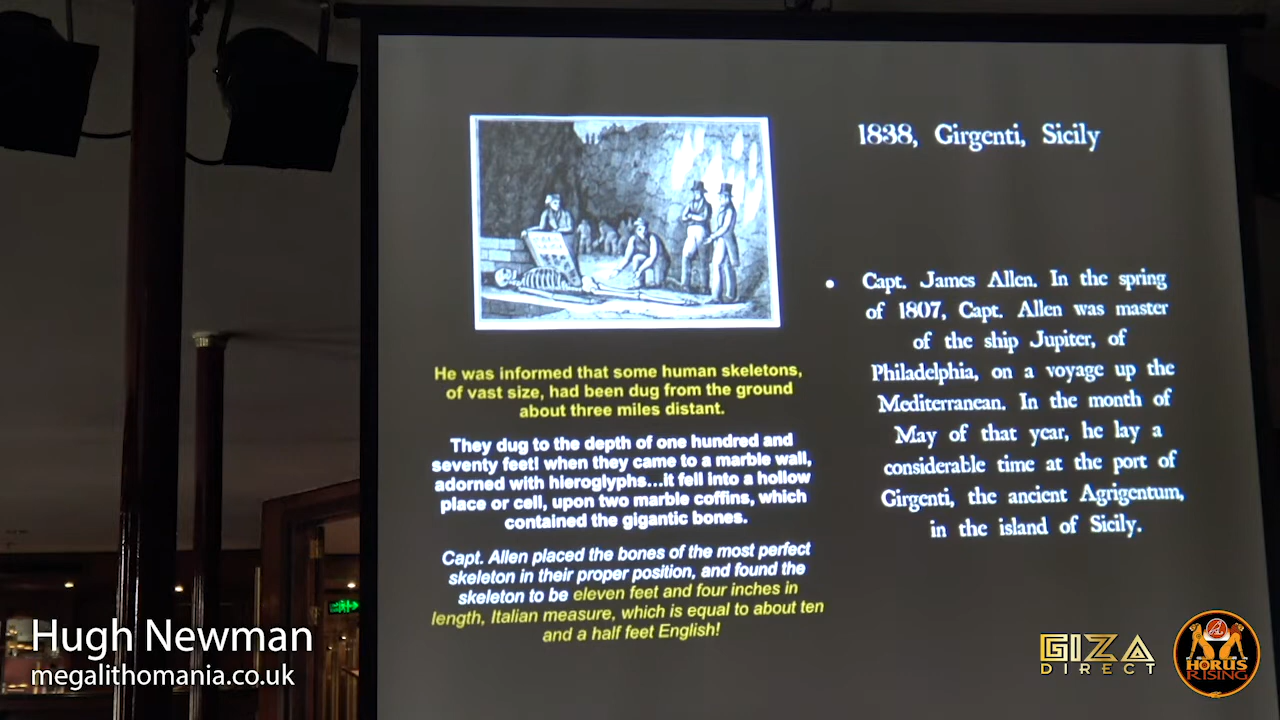 1838, Girgenti, Sicily
He was informed that some human skeletons,
of vast size, had been dug from the ground
about three miles distant.
They dug to the depth of one hundred and
seventy feet! when they came to a marble wall,
adorned with hieroglyphs...it fell into a hollow
place or cell, upon two marble coffins, which
contained the gigantic bones.
Capt. Allen placed the bones of the most perfect
skeleton in their proper position, and found the
skeleton to be eleven feet and four inches in
length, Italian measure, which is equal to about ten
and a half feet English!
• Capt. James Allen. In the spring
of 1807, Capt. Allen was master
of the ship Jupiter, of
Philadelphia, on a voyage up the
Mediterranean. In the month of
May of that year, he lay a
considerable time at the port of
Girgenti, the ancient Agrigentum,
in the island of Sicily.
Hugh Newman
megalithomania.co.uk
GIZA
DIRECT
HORUS
RISING